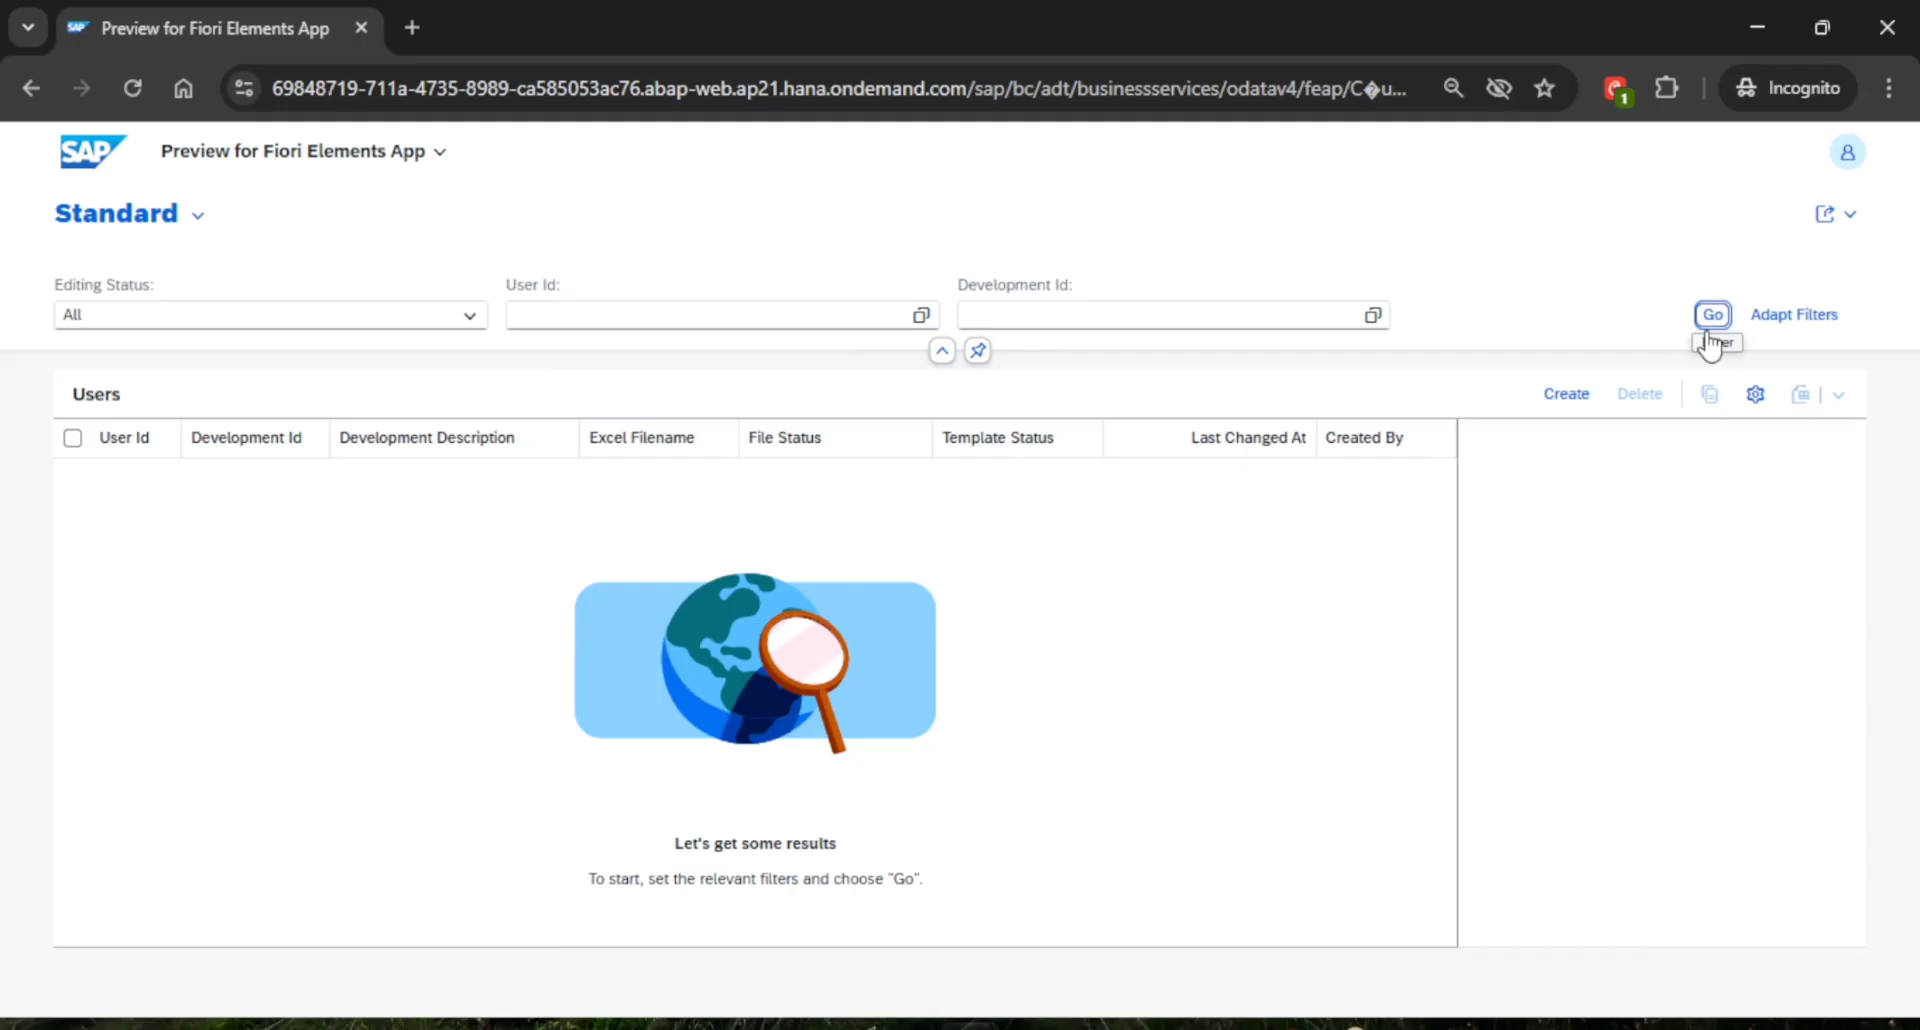 Preview for Fiori Elements App
69848719-711a-4735-8989-ca585053ac76.abap-web.ap21.hana.ondemand.com/sap/bc/adt/businessservices/odatav4/feap/C�u...
1
Incognito
SAP
Preview for Fiori Elements App
Standard
Editing Status:
User Id:
Development Id:
All
Go
Adapt Filters
Users
Create
Delete
User Id
Development Id
Development Description
Excel Filename
File Status
Template Status
Last Changed At
Created By
Let's get some results
To start, set the relevant filters and choose "Go".